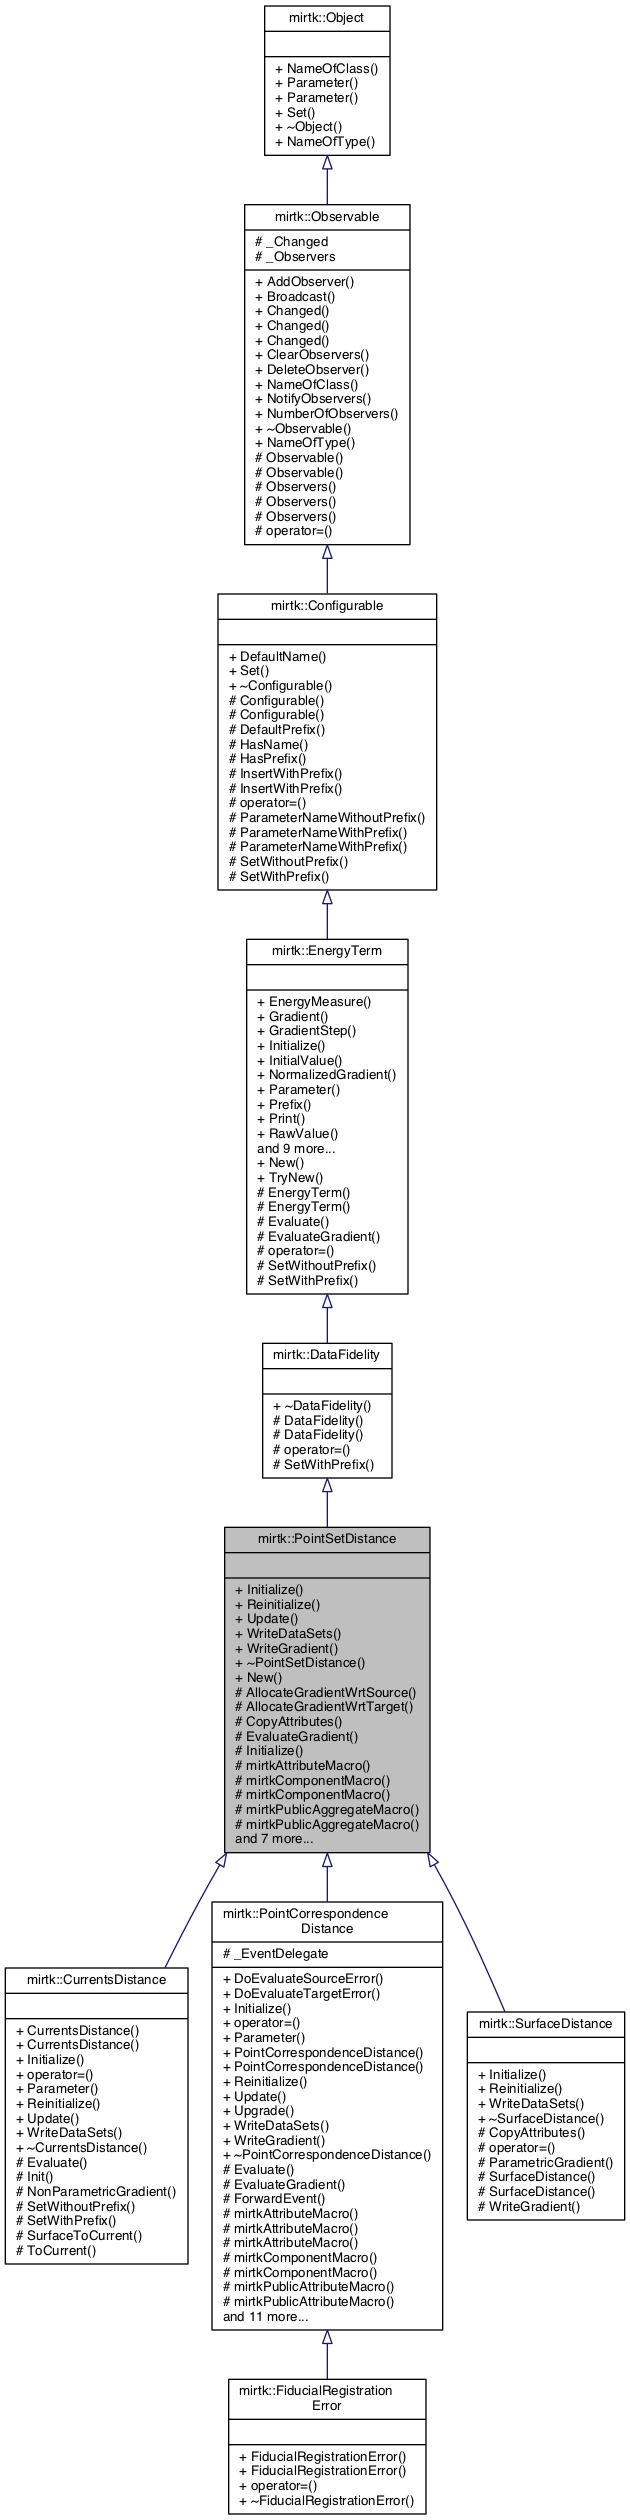 mirtk::Object
+ NameOfClass()
+ Parameter()
+ Parameter()
+ Set()
+ ~Object()
+ NameOfType()
mirtk::Observable
# _Changed
# _Observers
+ AddObserver()
+ Broadcast()
+ Changed()
+ Changed()
+ Changed()
+ ClearObservers()
+ DeleteObserver()
+ NameOfClass()
+ NotifyObservers()
+ NumberOfObservers()
+ ~Observable()
+ NameOfType()
# Observable()
# Observable()
# Observers()
# Observers()
# Observers()
# operator=()
mirtk::Configurable
+ DefaultName()
+ Set()
+ ~Configurable()
# Configurable()
# Configurable()
# DefaultPrefix()
# HasName()
# HasPrefix()
# InsertWithPrefix()
# InsertWithPrefix()
# operator=()
# ParameterNameWithoutPrefix()
# ParameterNameWithPrefix()
# ParameterNameWithPrefix()
# SetWithoutPrefix()
# SetWithPrefix()
mirtk::EnergyTerm
+ EnergyMeasure()
+ Gradient()
+ GradientStep()
+ Initialize()
+ InitialValue()
+ NormalizedGradient()
+ Parameter()
+ Prefix()
+ Print()
+ RawValue()
and 9 more...
+ New()
+ TryNew()
# EnergyTerm()
# EnergyTerm()
# Evaluate()
# EvaluateGradient()
# operator=()
# SetWithoutPrefix()
# SetWithPrefix()
mirtk::DataFidelity
+ ~DataFidelity()
# DataFidelity()
# DataFidelity()
# operator=()
# SetWithPrefix()
mirtk::PointSetDistance
+ Initialize()
+ Reinitialize()
+ Update()
+ WriteDataSets()
+ WriteGradient()
+ ~PointSetDistance()
+ New()
# AllocateGradientWrtSource()
# AllocateGradientWrtTarget()
# CopyAttributes()
# EvaluateGradient()
# Initialize()
# mirtkAttributeMacro()
# mirtkComponentMacro()
# mirtkComponentMacro()
# mirtkPublicAggregateMacro()
# mirtkPublicAggregateMacro()
and 7 more...
mirtk::CurrentsDistance
+ CurrentsDistance()
+ CurrentsDistance()
+ Initialize()
+ operator=()
+ Parameter()
+ Reinitialize()
+ Update()
+ WriteDataSets()
+ ~CurrentsDistance()
# Evaluate()
# Init()
# NonParametricGradient()
# SetWithoutPrefix()
# SetWithPrefix()
# SurfaceToCurrent()
# ToCurrent()
mirtk::PointCorrespondence
Distance
# _EventDelegate
+ DoEvaluateSourceError()
+ DoEvaluateTargetError()
+ Initialize()
+ operator=()
+ Parameter()
+ PointCorrespondenceDistance()
+ PointCorrespondenceDistance()
+ Reinitialize()
+ Update()
+ Upgrade()
+ WriteDataSets()
+ WriteGradient()
+ ~PointCorrespondenceDistance()
# Evaluate()
# EvaluateGradient()
# ForwardEvent()
# mirtkAttributeMacro()
# mirtkAttributeMacro()
# mirtkAttributeMacro()
# mirtkComponentMacro()
# mirtkComponentMacro()
# mirtkPublicAttributeMacro()
# mirtkPublicAttributeMacro()
and 11 more...
mirtk::SurfaceDistance
+ Initialize()
+ Reinitialize()
+ WriteDataSets()
+ ~SurfaceDistance()
# CopyAttributes()
# operator=()
# ParametricGradient()
# SurfaceDistance()
# SurfaceDistance()
# WriteGradient()
mirtk::FiducialRegistration
Error
+ FiducialRegistrationError()
+ FiducialRegistrationError()
+ operator=()
+ ~FiducialRegistrationError()